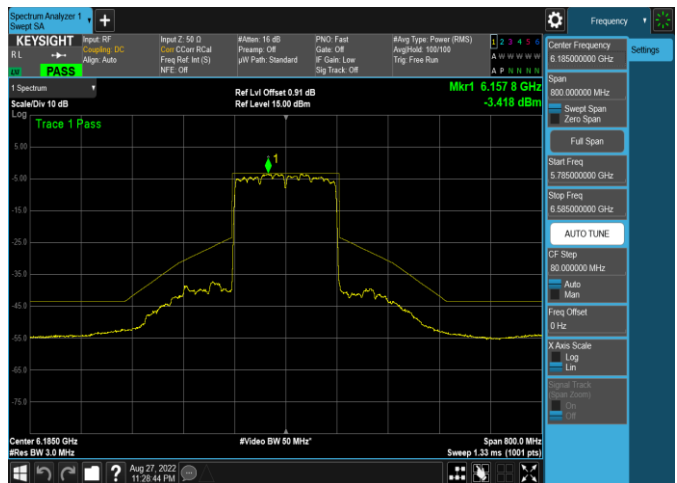 Spectrum Analyzer 1
Swept SA
Frequency
KEYSIGHT
RL
LW
PASS
Input: RF
Coupling: DC
Align: Auto
Input Z: 50 Ω
Corr CCorr RCal
Freq Ref: Int (S)
NFE: Off
#Atten: 16 dB
Preamp: Off
µW Path: Standard
PNO: Fast
Gate: Off
IF Gain: Low
Sig Track: Off
#Avg Type: Power (RMS)
Avg|Hold: 100/100
Trig: Free Run
1 2 3 4 5 6
A W W W W W
A P N N N N
1 Spectrum
Scale/Div 10 dB
Log
Ref Lvl Offset 0.91 dB
Ref Level 15.00 dBm
Mkr1 6.157 8 GHz
-3.418 dBm
Trace 1 Pass
1
5.00
-5.00
-15.0
-25.0
-35.0
-45.0
-55.0
-65.0
-75.0
Center 6.1850 GHz
#Res BW 3.0 MHz
#Video BW 50 MHz*
Span 800.0 MHz
Sweep 1.33 ms (1001 pts)
Aug 27, 2022
11:28:44 PM
Center Frequency
6.185000000 GHz
Settings
Span
800.000000 MHz
Swept Span
Zero Span
Full Span
Start Freq
5.785000000 GHz
Stop Freq
6.585000000 GHz
AUTO TUNE
CF Step
80.000000 MHz
Auto
Man
Freq Offset
0 Hz
X Axis Scale
Log
Lin
Signal Track
(Span Zoom)
On
Off